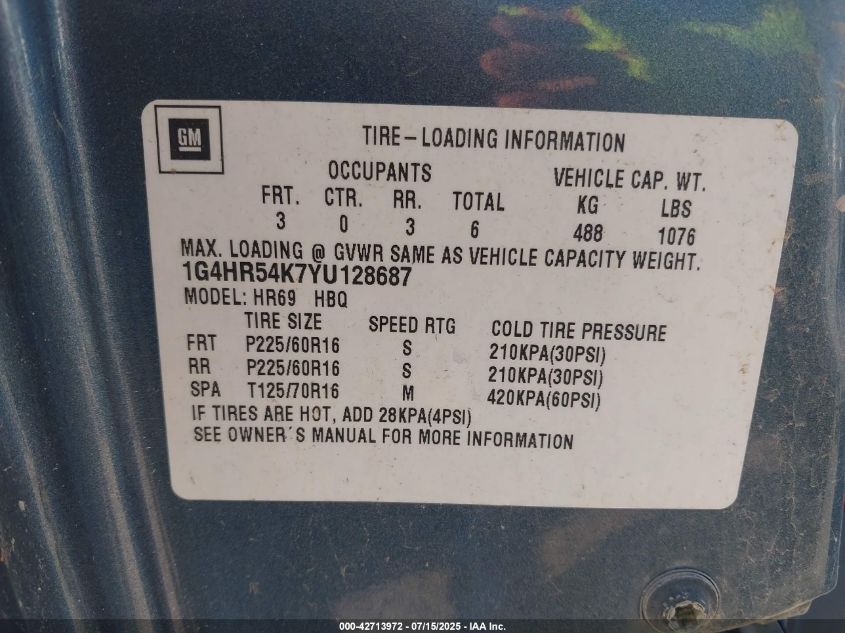 GM
TIRE-LOADING INFORMATION
OCCUPANTS VEHICLE CAP. WT.
FRT. CTR. RR. TOTAL KG LBS
3 0 3 6 488 1076
MAX. LOADING @ GVWR SAME AS VEHICLE CAPACITY WEIGHT.
1G4HR54K7YU128687
MODEL: HR69 HBQ
TIRE SIZE SPEED RTG COLD TIRE PRESSURE
FRT P225/60R16 S 210KPA(30PSI)
RR P225/60R16 S 210KPA(30PSI)
SPA T125/70R16 M 420KPA(60PSI)
IF TIRES ARE HOT, ADD 28KPA(4PSI)
SEE OWNER'S MANUAL FOR MORE INFORMATION
000-42713972 - 07/15/2025 - IAA Inc.